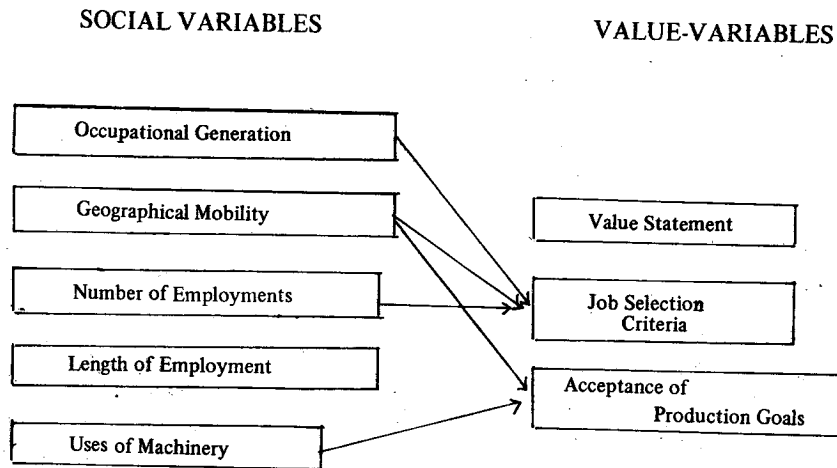 SOCIAL VARIABLES
VALUE-VARIABLES
Occupational Generation
Geographical Mobility
Number of Employments
Length of Employment
Uses of Machinery
Value Statement
Job Selection
Criteria
Acceptance of
Production Goals